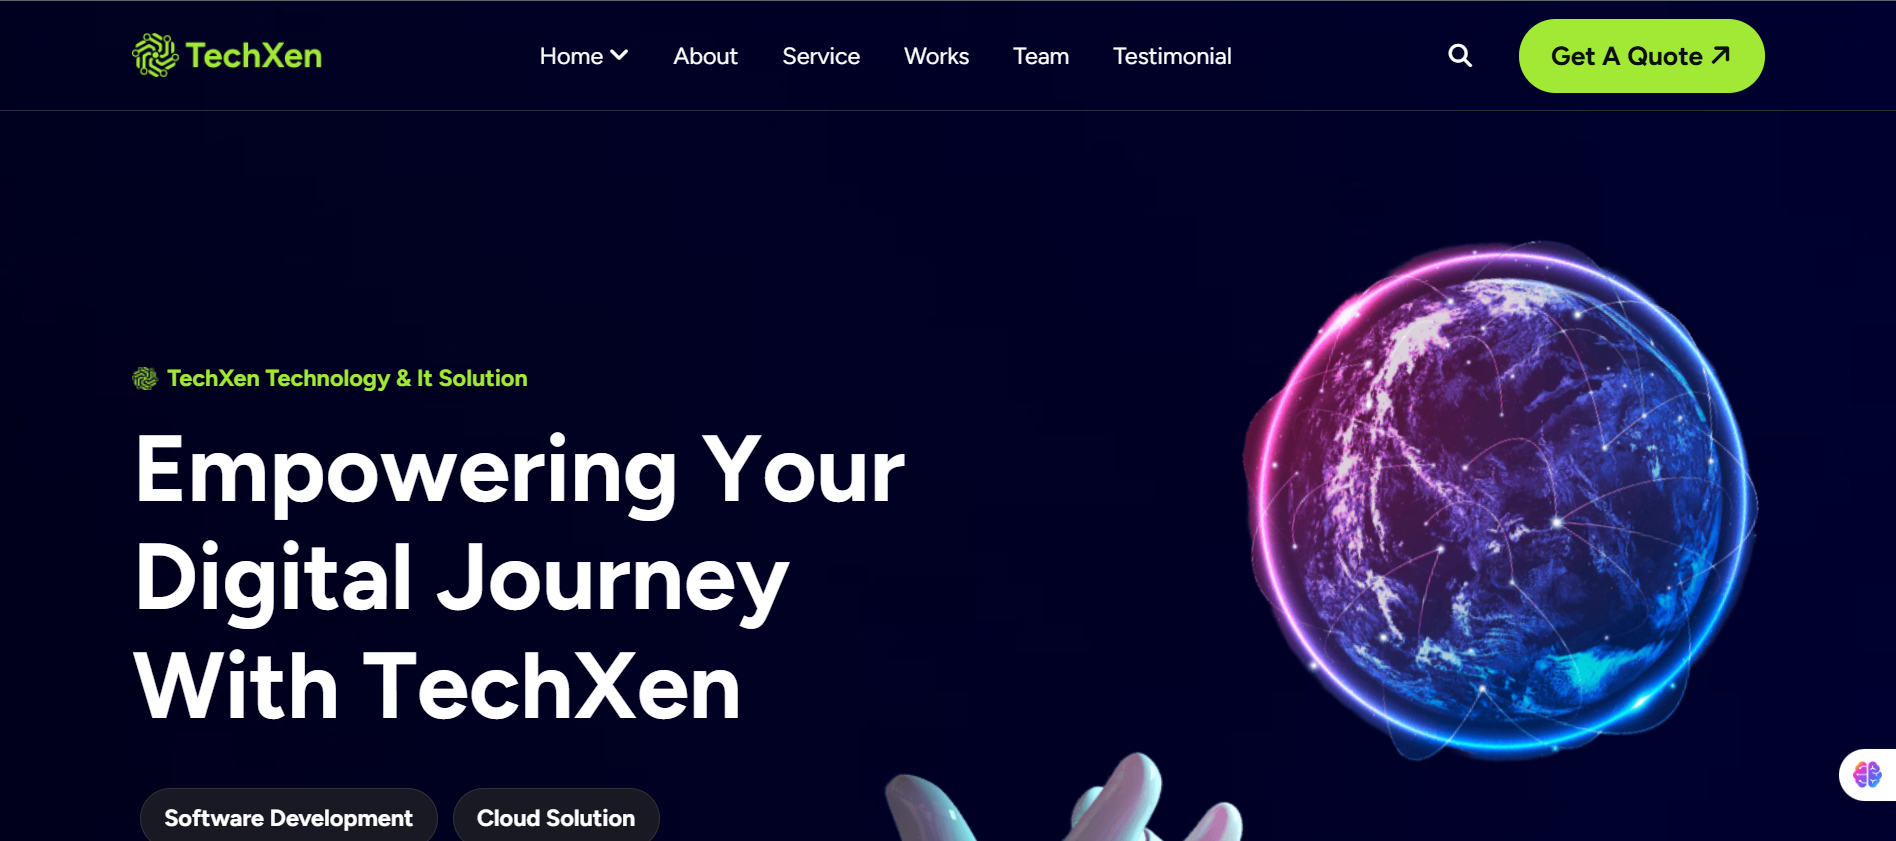 TechXen
Home
About
Service
Works
Team
Testimonial
Get A Quote
TechXen Technology & It Solution
Empowering Your
Digital Journey
With TechXen
Software Development
Cloud Solution